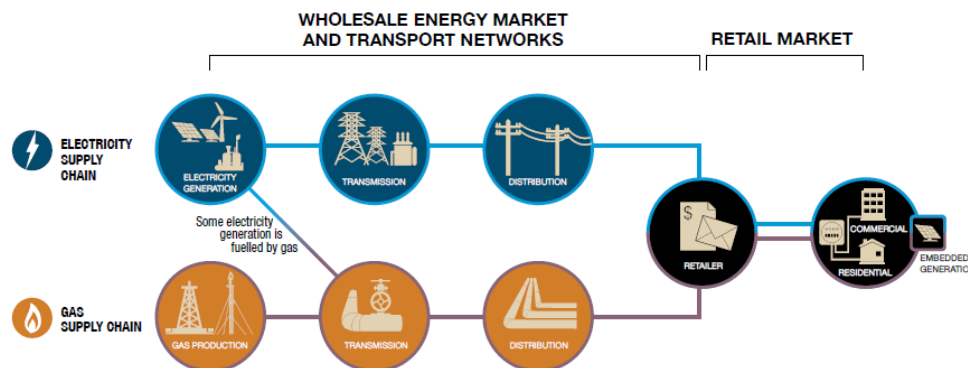 WHOLESALE ENERGY MARKET
AND TRANSPORT NETWORKS
RETAIL MARKET
ELECTRICITY
SUPPLY
CHAIN
ELECTRICITY
GENERATION
TRANSMISSION
DISTRIBUTION
Some electricity
generation is
fuelled by gas
$
RETAILER
COMMERCIAL
RESIDENTIAL
EMBEDDED
GENERATION
GAS
SUPPLY CHAIN
GAS PRODUCTION
TRANSMISSION
DISTRIBUTION